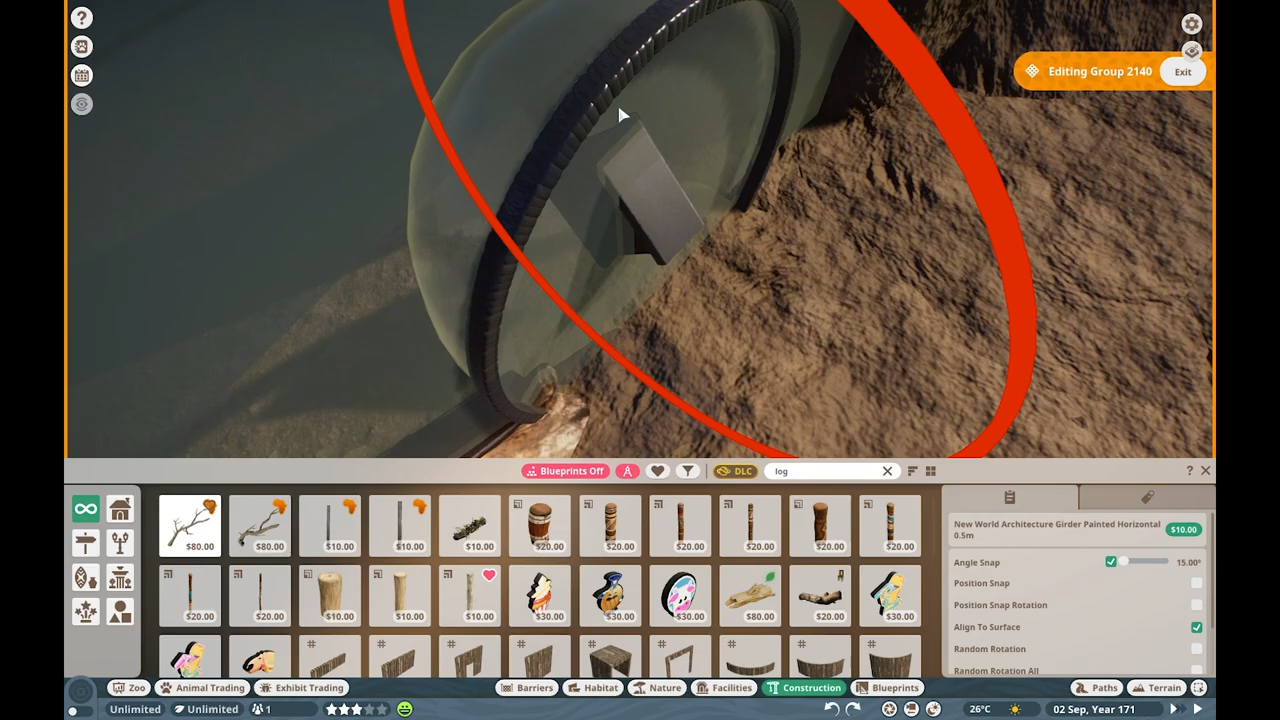 ?
Editing Group 2140
Exit
Blueprints Off
DLC
log
?
$80.00
$80.00
$10.00
$10.00
$10.00
$20.00
$20.00
$20.00
$20.00
$20.00
$20.00
$20.00
$20.00
$10.00
$10.00
$10.00
$30.00
$30.00
$30.00
$80.00
$20.00
$30.00
New World Architecture Girder Painted Horizontal
0.5m
$10.00
Angle Snap
15.00°
Position Snap
Position Snap Rotation
Align To Surface
Random Rotation
Random Rotation All
Zoo
Animal Trading
Exhibit Trading
Barriers
Habitat
Nature
Facilities
Construction
Blueprints
Paths
Terrain
Unlimited
Unlimited
1
26°C
02 Sep, Year 171